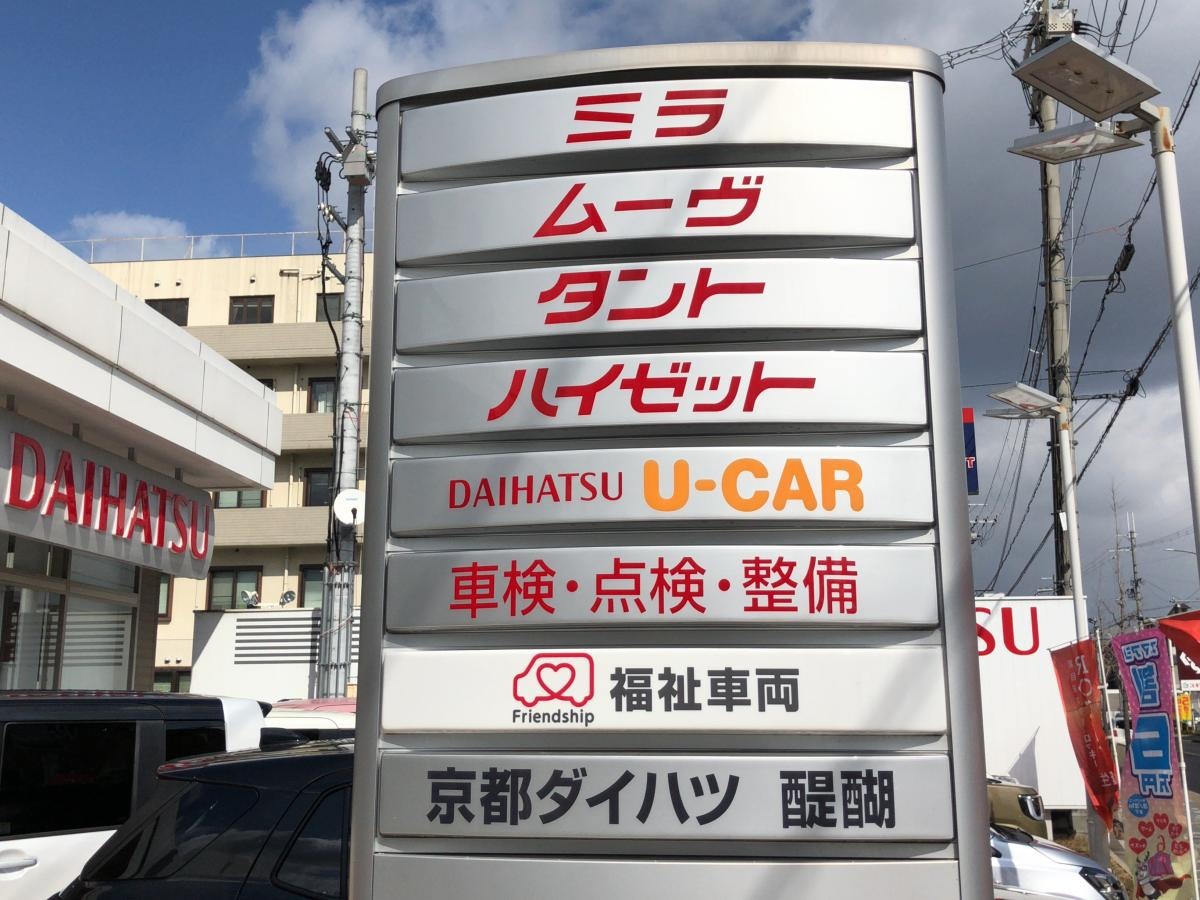 ミラ
ムーヴ
タント
ハイゼット
DAIHATSU U-CAR
車検・点検・整備
Friendship 福祉車両
京都ダイハツ 醍醐
DAIHATSU
SU